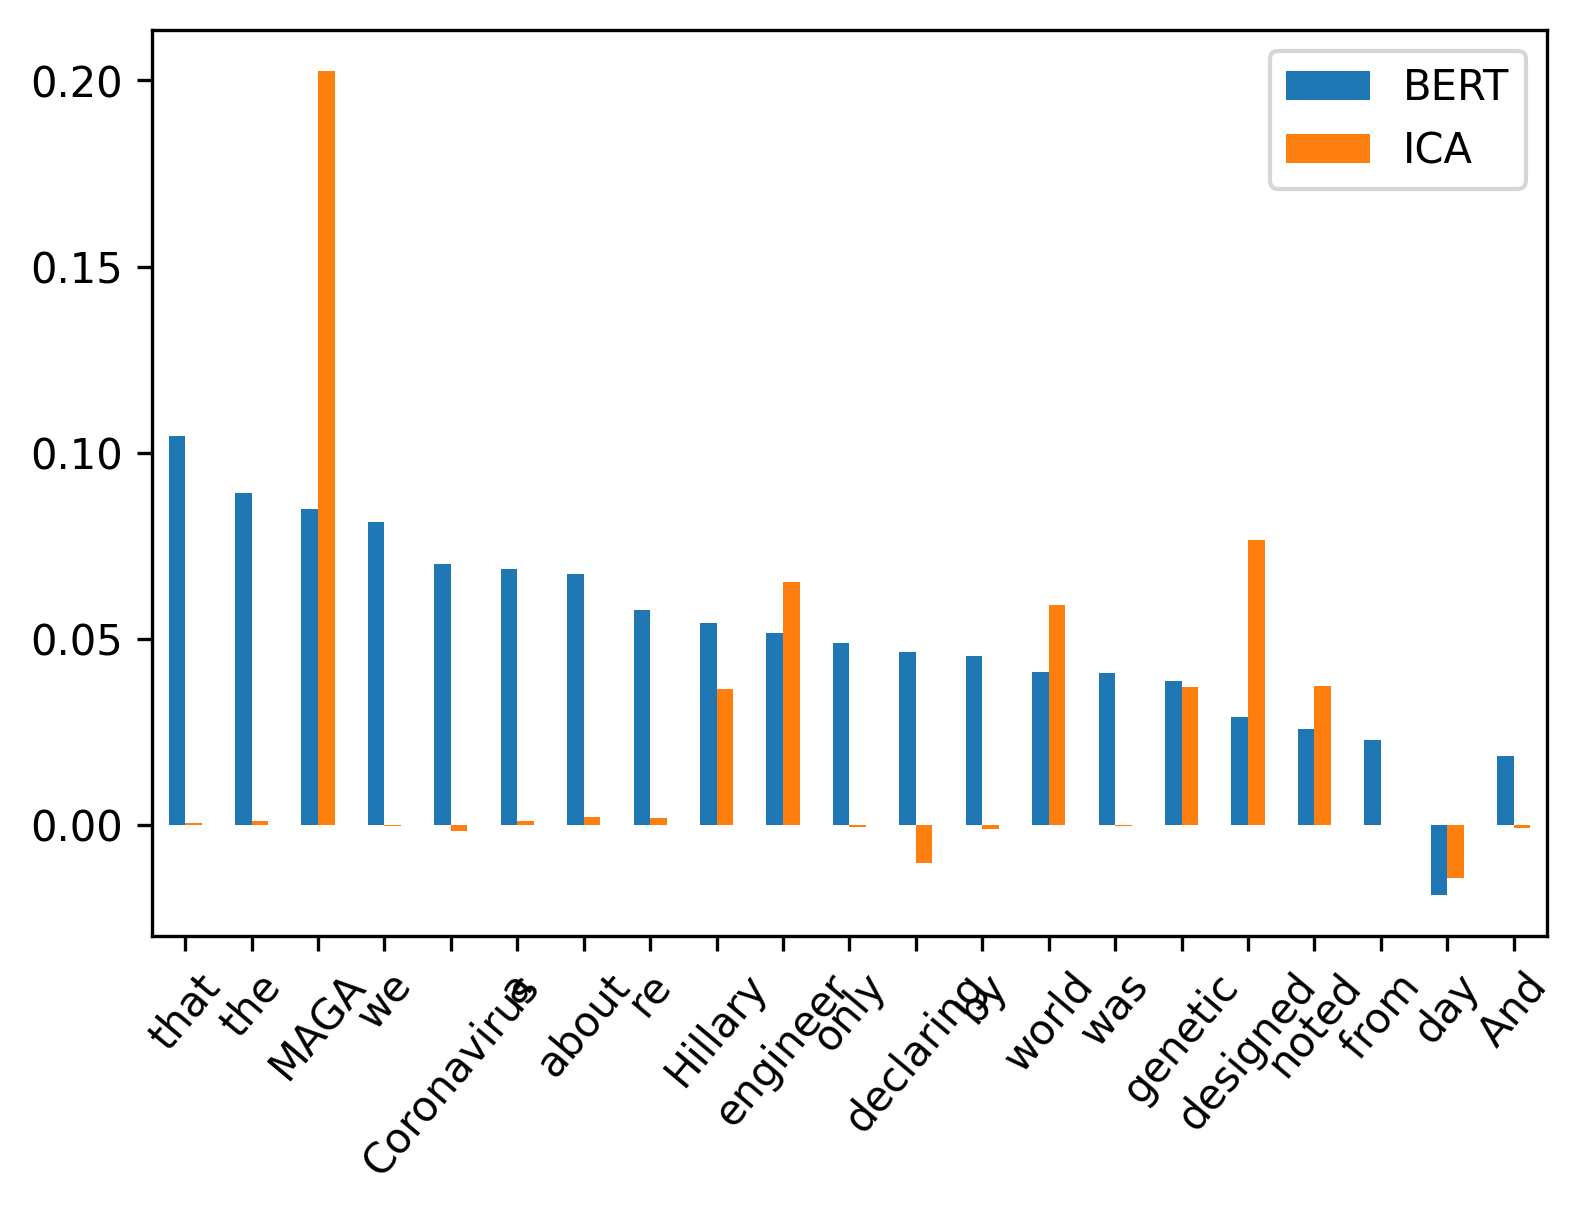 BERT
ICA
0.20
0.15
0.10
0.05
0.00
that
the
MAGA
we
Coronavirus
a
about
re
Hillary
engineer
only
declaring
by
world
was
genetic
designed
noted
from
day
And